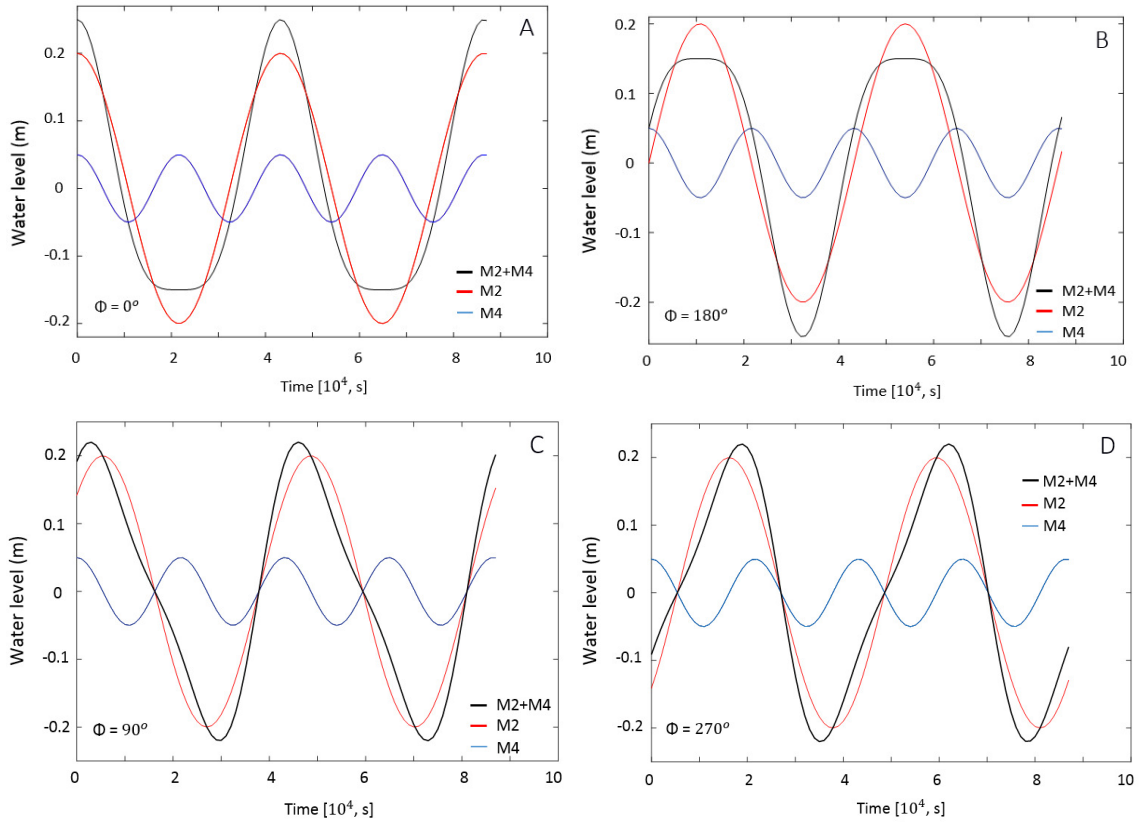 A
Water level (m)
0.2
0.1
0
-0.1
-0.2
M2+M4
M2
M4
Φ = 0°
0 2 4 6 8 10
Time [10⁴, s]
B
Water level (m)
0.2
0.1
0
-0.1
-0.2
M2+M4
M2
M4
Φ = 180°
0 2 4 6 8 10
Time [10⁴, s]
C
Water level (m)
0.2
0.1
0
-0.1
-0.2
M2+M4
M2
M4
Φ = 90°
0 2 4 6 8 10
Time [10⁴, s]
D
Water level (m)
0.2
0.1
0
-0.1
-0.2
M2+M4
M2
M4
Φ = 270°
0 2 4 6 8 10
Time [10⁴, s]